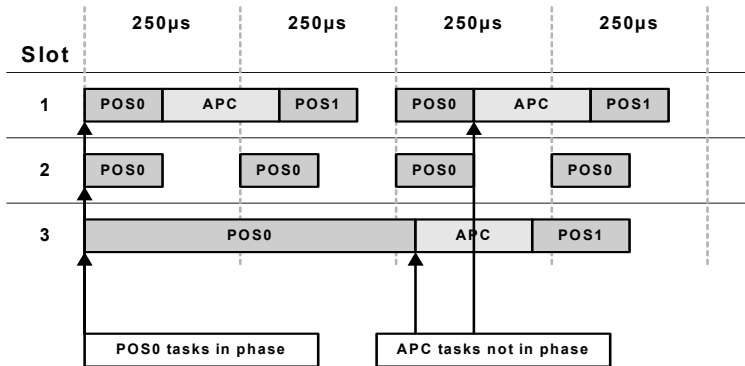 250µs 250µs 250µs 250µs
Slot
1 POS0 APC POS1 POS0 APC POS1
2 POS0 POS0 POS0 POS0
3 POS0 APC POS1
POS0 tasks in phase APC tasks not in phase